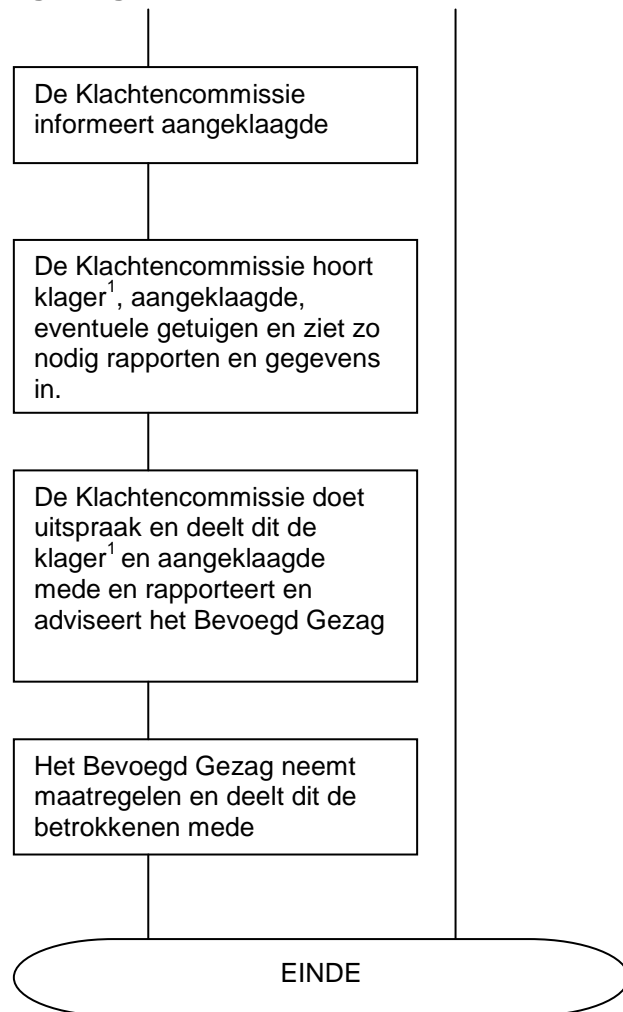 De Klachtencommissie
informeert aangeklaagde
De Klachtencommissie hoort
klager¹, aangeklaagde,
eventuele getuigen en ziet zo
nodig rapporten en gegevens
in.
De Klachtencommissie doet
uitspraak en deelt dit de
klager¹ en aangeklaagde
mede en rapporteert en
adviseert het Bevoegd Gezag
Het Bevoegd Gezag neemt
maatregelen en deelt dit de
betrokkenen mede
EINDE